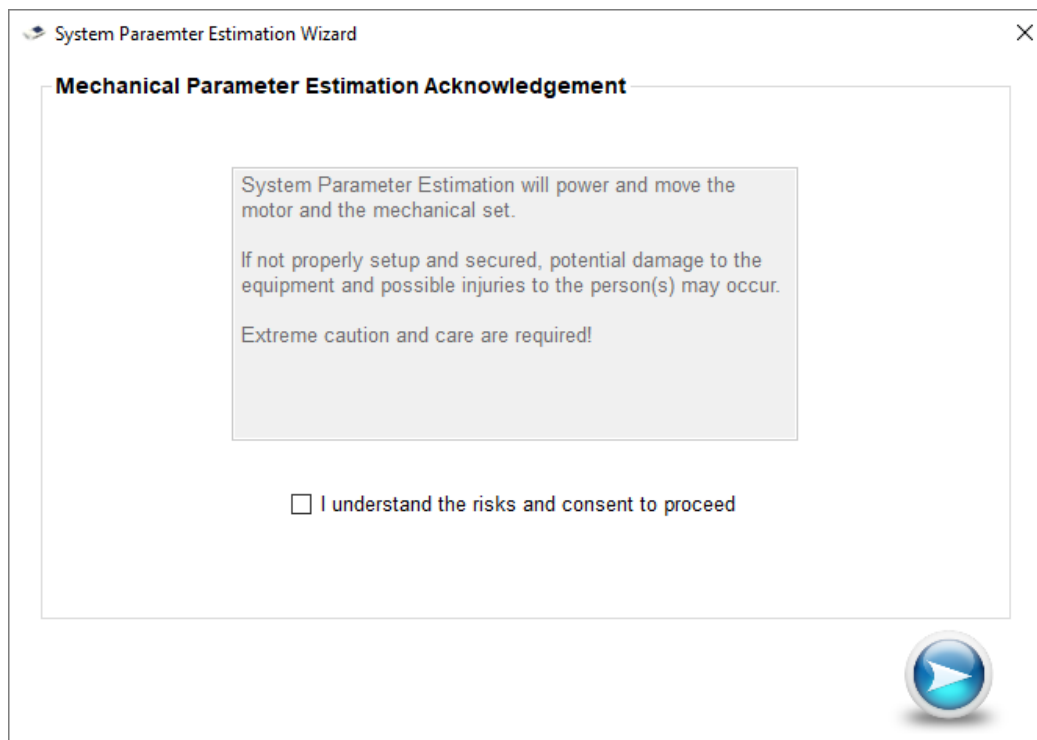 System Paraemter Estimation Wizard
Mechanical Parameter Estimation Acknowledgement
System Parameter Estimation will power and move the
motor and the mechanical set.
If not properly setup and secured, potential damage to the
equipment and possible injuries to the person(s) may occur.
Extreme caution and care are required!
I understand the risks and consent to proceed